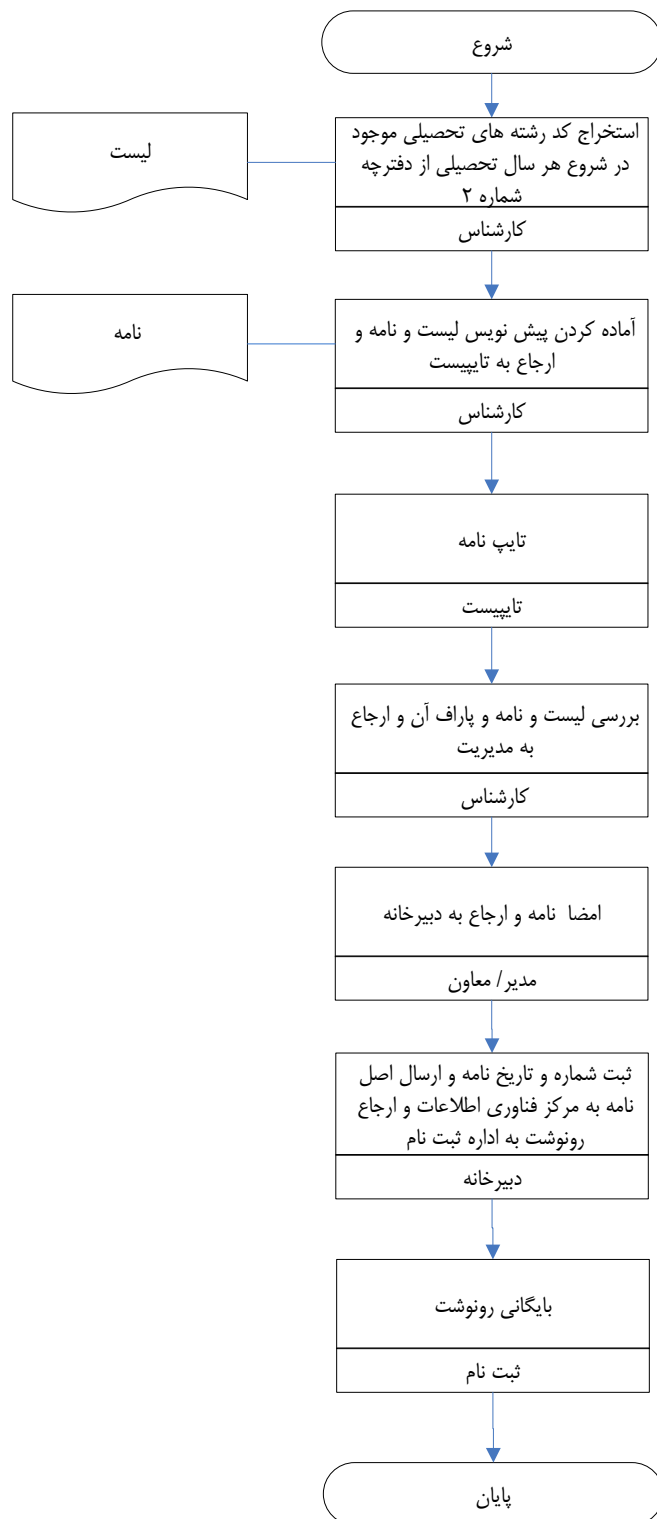 شروع
استخراج کد رشته های تحصیلی موجود
در شروع هر سال تحصیلی از دفترچه
شماره ۲
کارشناس
لیست
آماده کردن پیش نویس لیست و نامه و
ارجاع به تایپیست
کارشناس
نامه
تایپ نامه
تایپیست
بررسی لیست و نامه و پاراف آن و ارجاع
به مدیریت
کارشناس
امضا نامه و ارجاع به دبیرخانه
مدیر/ معاون
ثبت شماره و تاریخ نامه و ارسال اصل
نامه به مرکز فناوری اطلاعات و ارجاع
رونوشت به اداره ثبت نام
دبیرخانه
بایگانی رونوشت
ثبت نام
پایان